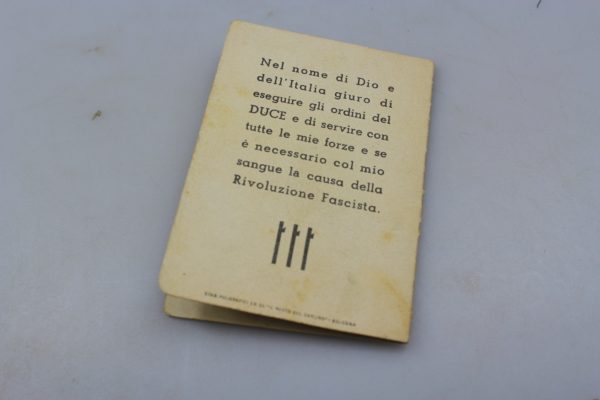 Nel nome di Dio e
dell'Italia giuro di
eseguire gli ordini del
DUCE e di servire con
tutte le mie forze e se
è necessario col mio
sangue la causa della
Rivoluzione Fascista.
BOLOGNA